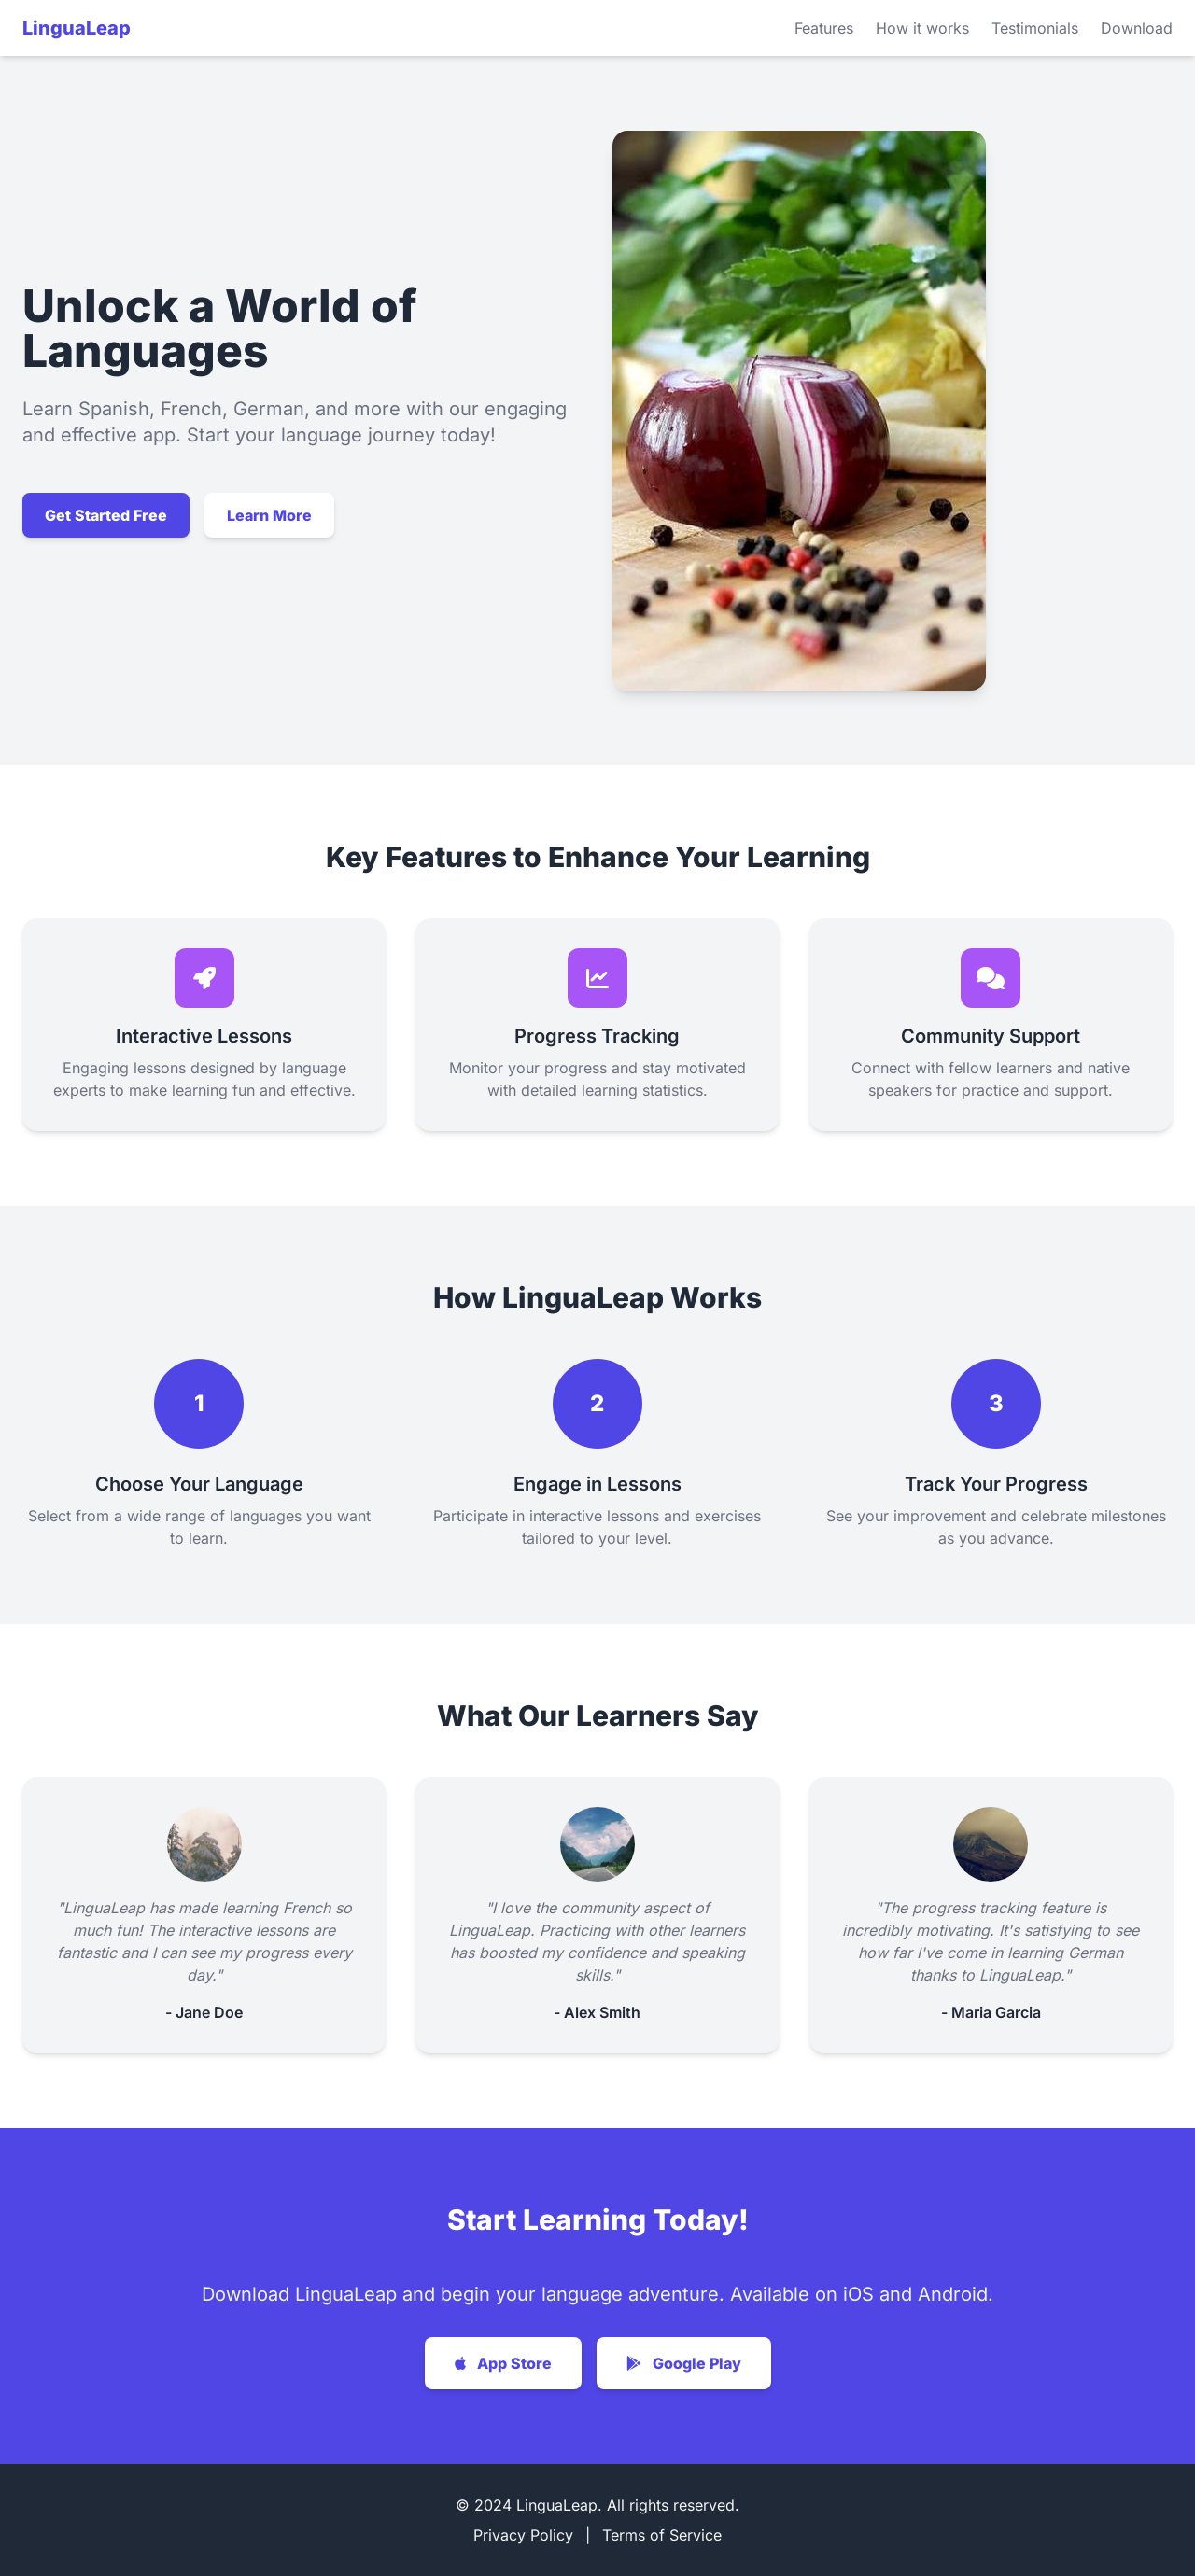 LinguaLeap
Features
How it works
Testimonials
Download
Unlock a World of
Languages
Learn Spanish, French, German, and more with our engaging
and effective app. Start your language journey today!
Get Started Free
Learn More
Key Features to Enhance Your Learning
Interactive Lessons
Engaging lessons designed by language
experts to make learning fun and effective.
Progress Tracking
Monitor your progress and stay motivated
with detailed learning statistics.
Community Support
Connect with fellow learners and native
speakers for practice and support.
How LinguaLeap Works
1
Choose Your Language
Select from a wide range of languages you want
to learn.
2
Engage in Lessons
Participate in interactive lessons and exercises
tailored to your level.
3
Track Your Progress
See your improvement and celebrate milestones
as you advance.
What Our Learners Say
"LinguaLeap has made learning French so
much fun! The interactive lessons are
fantastic and I can see my progress every
day."
- Jane Doe
"I love the community aspect of
LinguaLeap. Practicing with other learners
has boosted my confidence and speaking
skills."
- Alex Smith
"The progress tracking feature is
incredibly motivating. It's satisfying to see
how far I've come in learning German
thanks to LinguaLeap."
- Maria Garcia
Start Learning Today!
Download LinguaLeap and begin your language adventure. Available on iOS and Android.
App Store
Google Play
© 2024 LinguaLeap. All rights reserved.
Privacy Policy | Terms of Service